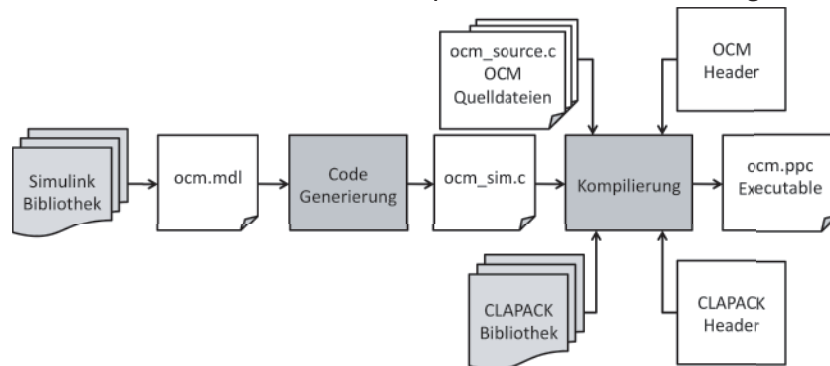 ocm_source.c
OCM
Quelldateien
OCM
Header
Simulink
Bibliothek
ocm.mdl
Code
Generierung
ocm_sim.c
Kompilierung
ocm.ppc
Executable
CLAPACK
Bibliothek
CLAPACK
Header